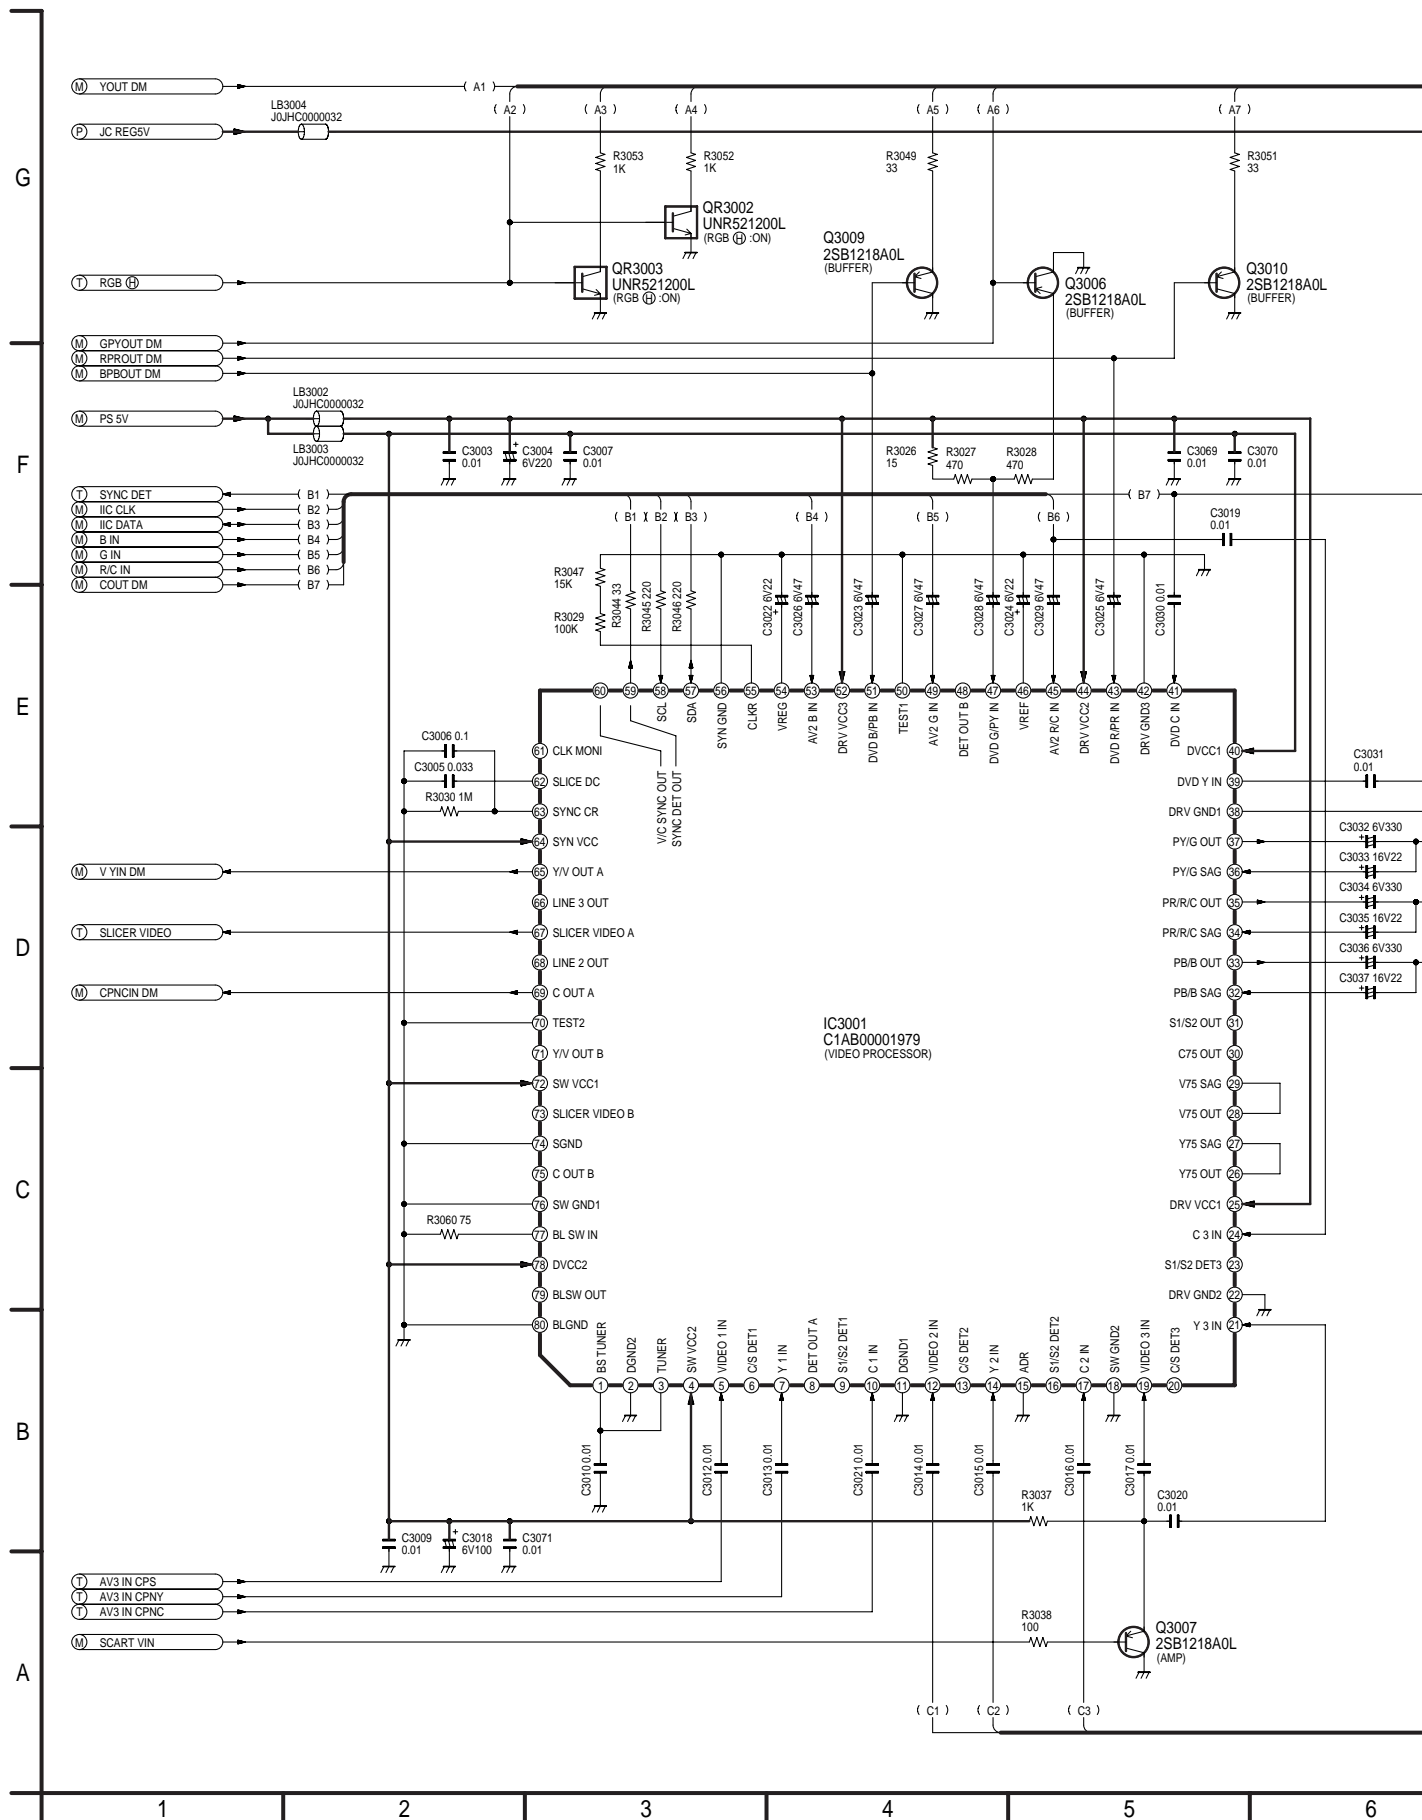 M YOUT DM
( A1 )
LB3004
J0JHC0000032
( A2 ) ( A3 ) ( A4 ) ( A5 ) ( A6 ) ( A7 )
P JC REG5V
R3053
1K
R3052
1K
R3049
33
R3051
33
G
QR3002
UNR521200L
(RGB H :ON)
Q3009
2SB1218A0L
(BUFFER)
QR3003
UNR521200L
(RGB H :ON)
Q3006
2SB1218A0L
(BUFFER)
Q3010
2SB1218A0L
(BUFFER)
T RGB H
M GPYOUT DM
M RPROUT DM
M BPBOUT DM
LB3002
J0JHC0000032
M PS 5V
LB3003
J0JHC0000032
F
C3003
0.01
+
C3004
6V220
C3007
0.01
R3026
15
R3027
470
R3028
470
C3069
0.01
C3070
0.01
T SYNC DET ( B1 )
M IIC CLK ( B2 )
M IIC DATA ( B3 )
M B IN ( B4 )
M G IN ( B5 )
M R/C IN ( B6 )
M COUT DM ( B7 )
( B7 )
( B1 )( B2 )( B3 ) ( B4 ) ( B5 ) ( B6 )
C3019
0.01
R3047
15K
R3029
100K
R3044 33
R3045 220
R3046 220
C3022 6V22
+
C3026 6V47
C3023 6V47
C3027 6V47
C3028 6V47
C3024 6V22
+
C3029 6V47
C3025 6V47
C3030 0.01
E
60 59 58 57 56 55 54 53 52 51 50 49 48 47 46 45 44 43 42 41
V/C SYNC OUT
SYNC DET OUT
SCL
SDA
SYN GND
CLKR
VREG
AV2 B IN
DRV VCC3
DVD B/PB IN
TEST1
AV2 G IN
DET OUT B
DVD G/PY IN
VREF
AV2 R/C IN
DRV VCC2
DVD R/PR IN
DRV GND3
DVD C IN
C3006 0.1
C3005 0.033
R3030 1M
61 CLK MONI
62 SLICE DC
63 SYNC CR
64 SYN VCC
65 Y/V OUT A
66 LINE 3 OUT
67 SLICER VIDEO A
68 LINE 2 OUT
69 C OUT A
70 TEST2
71 Y/V OUT B
72 SW VCC1
73 SLICER VIDEO B
74 SGND
75 C OUT B
76 SW GND1
77 BL SW IN
78 DVCC2
79 BLSW OUT
80 BLGND
DVCC1 40
DVD Y IN 39
DRV GND1 38
PY/G OUT 37
PY/G SAG 36
PR/R/C OUT 35
PR/R/C SAG 34
PB/B OUT 33
PB/B SAG 32
S1/S2 OUT 31
C75 OUT 30
V75 SAG 29
V75 OUT 28
Y75 SAG 27
Y75 OUT 26
DRV VCC1 25
C 3 IN 24
S1/S2 DET3 23
DRV GND2 22
Y 3 IN 21
C3031
0.01
C3032 6V330
+
C3033 16V22
+
C3034 6V330
+
C3035 16V22
+
C3036 6V330
+
C3037 16V22
+
M V YIN DM
T SLICER VIDEO
M CPNCIN DM
D
IC3001
C1AB00001979
(VIDEO PROCESSOR)
C
R3060 75
BS TUNER
DGND2
TUNER
SW VCC2
VIDEO 1 IN
C/S DET1
Y 1 IN
DET OUT A
S1/S2 DET1
C 1 IN
DGND1
VIDEO 2 IN
C/S DET2
Y 2 IN
ADR
S1/S2 DET2
C 2 IN
SW GND2
VIDEO 3 IN
C/S DET3
1 2 3 4 5 6 7 8 9 10 11 12 13 14 15 16 17 18 19 20
B
C3010 0.01
C3012 0.01
C3013 0.01
C3021 0.01
C3014 0.01
C3015 0.01
C3016 0.01
C3017 0.01
R3037
1K
C3020
0.01
C3009
0.01
+
C3018
6V100
C3071
0.01
T AV3 IN CPS
T AV3 IN CPNY
T AV3 IN CPNC
M SCART VIN
R3038
100
Q3007
2SB1218A0L
(AMP)
A
( C1 ) ( C2 ) ( C3 )
1 2 3 4 5 6